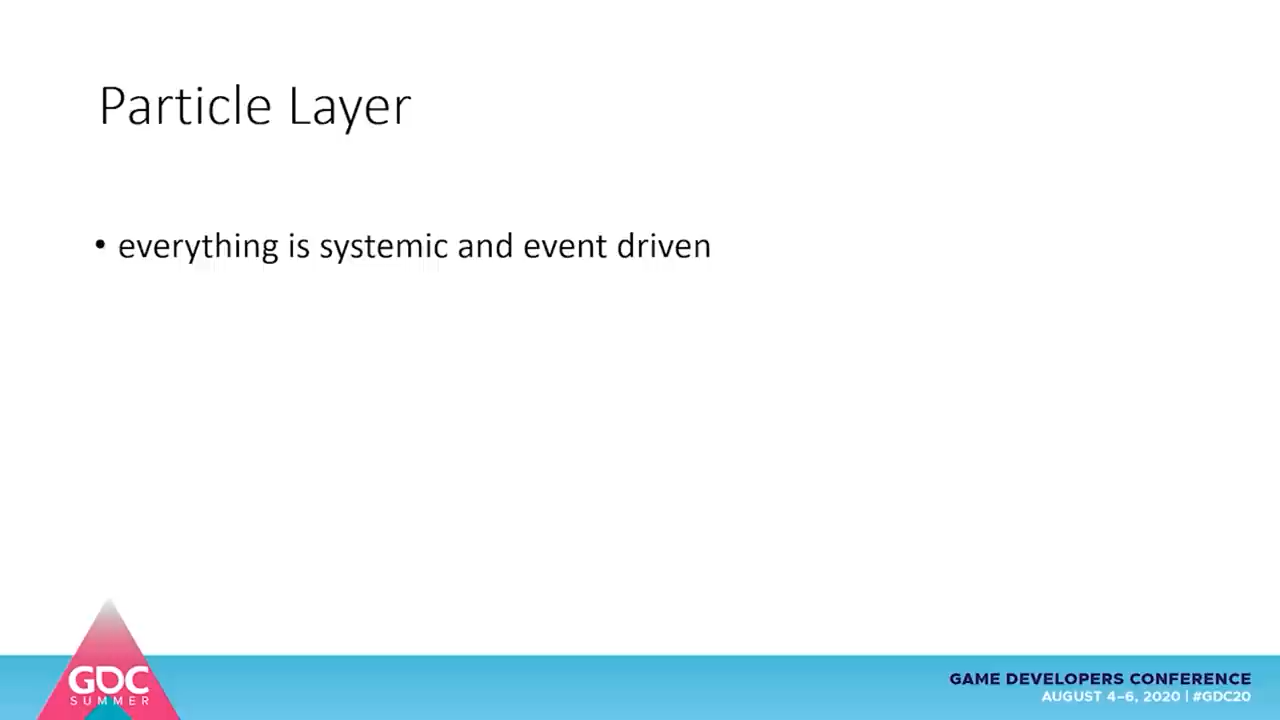 Particle Layer
• everything is systemic and event driven
GDC
SUMMER
GAME DEVELOPERS CONFERENCE
AUGUST 4–6, 2020 | #GDC20